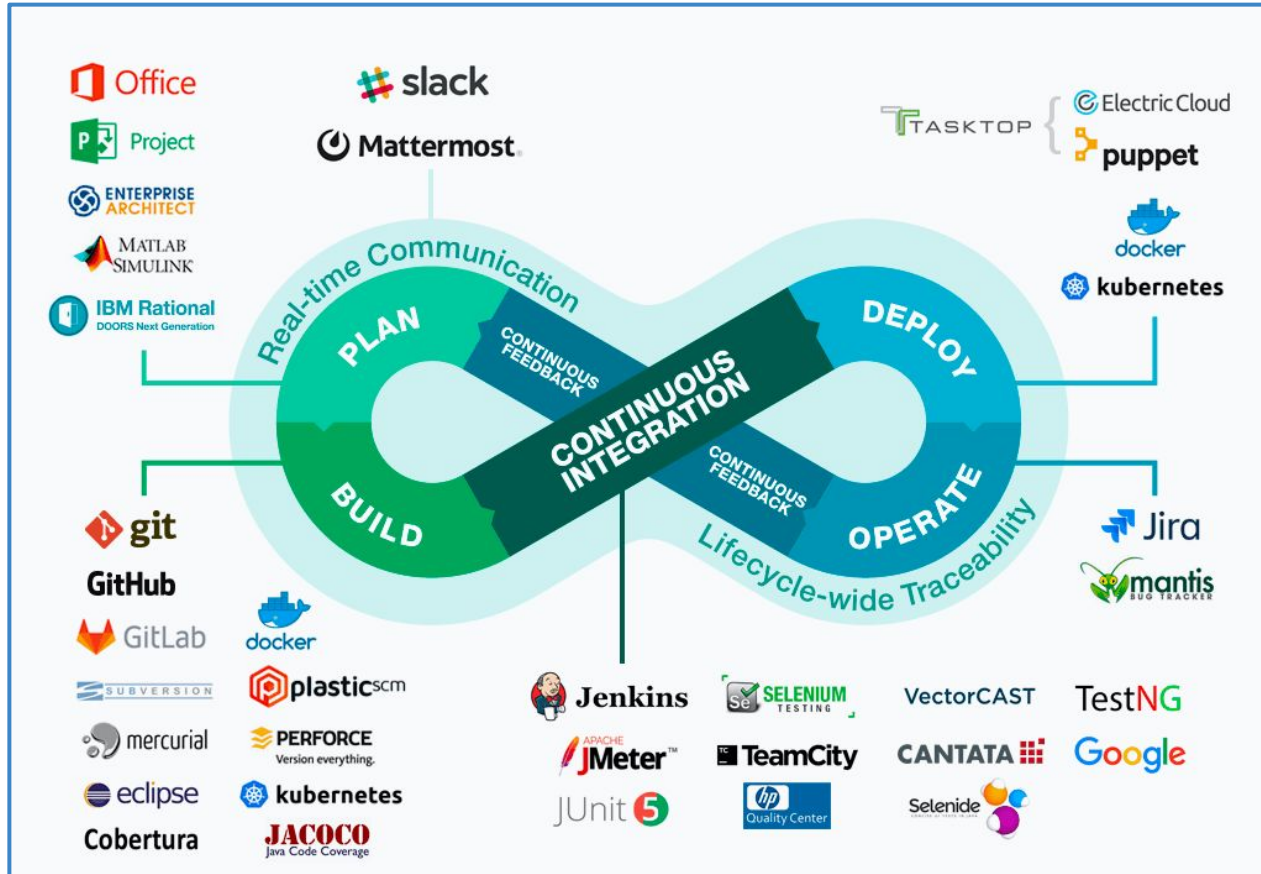 Office
Project
ENTERPRISE
ARCHITECT
MATLAB
SIMULINK
IBM Rational
DOORS Next Generation
slack
Mattermost
TASKTOP
Electric Cloud
puppet
docker
kubernetes
Real-time Communication
PLAN
CONTINUOUS
FEEDBACK
CONTINUOUS
INTEGRATION
DEPLOY
BUILD
CONTINUOUS
FEEDBACK
OPERATE
Lifecycle-wide Traceability
git
GitHub
GitLab
SUBVERSION
mercurial
eclipse
Cobertura
docker
plasticscm
PERFORCE
Version everything.
kubernetes
JACOCO
Java Code Coverage
Jenkins
APACHE
JMeter™
JUnit 5
Se
SELENIUM
TESTING
TC
TeamCity
hp
Quality Center
VectorCAST
CANTATA
Selenide
TestNG
Google
Jira
mantis
BUG TRACKER